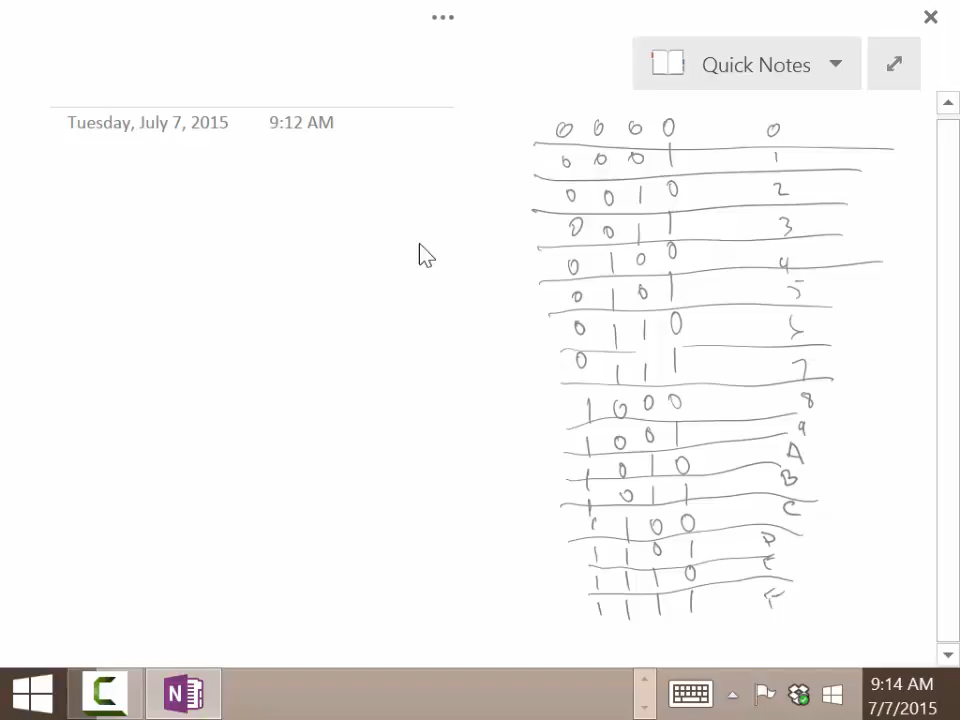 Quick Notes
Tuesday, July 7, 2015 9:12 AM
0 0 0 0 0
0 0 0 1 1
0 0 1 0 2
0 0 1 1 3
0 1 0 0 4
0 1 0 1 5
0 1 1 0 6
0 1 1 1 7
1 0 0 0 8
1 0 0 1 9
1 0 1 0 A
1 0 1 1 B
1 1 0 0 C
1 1 0 1 D
1 1 1 0 E
1 1 1 1 F
N
9:14 AM
7/7/2015